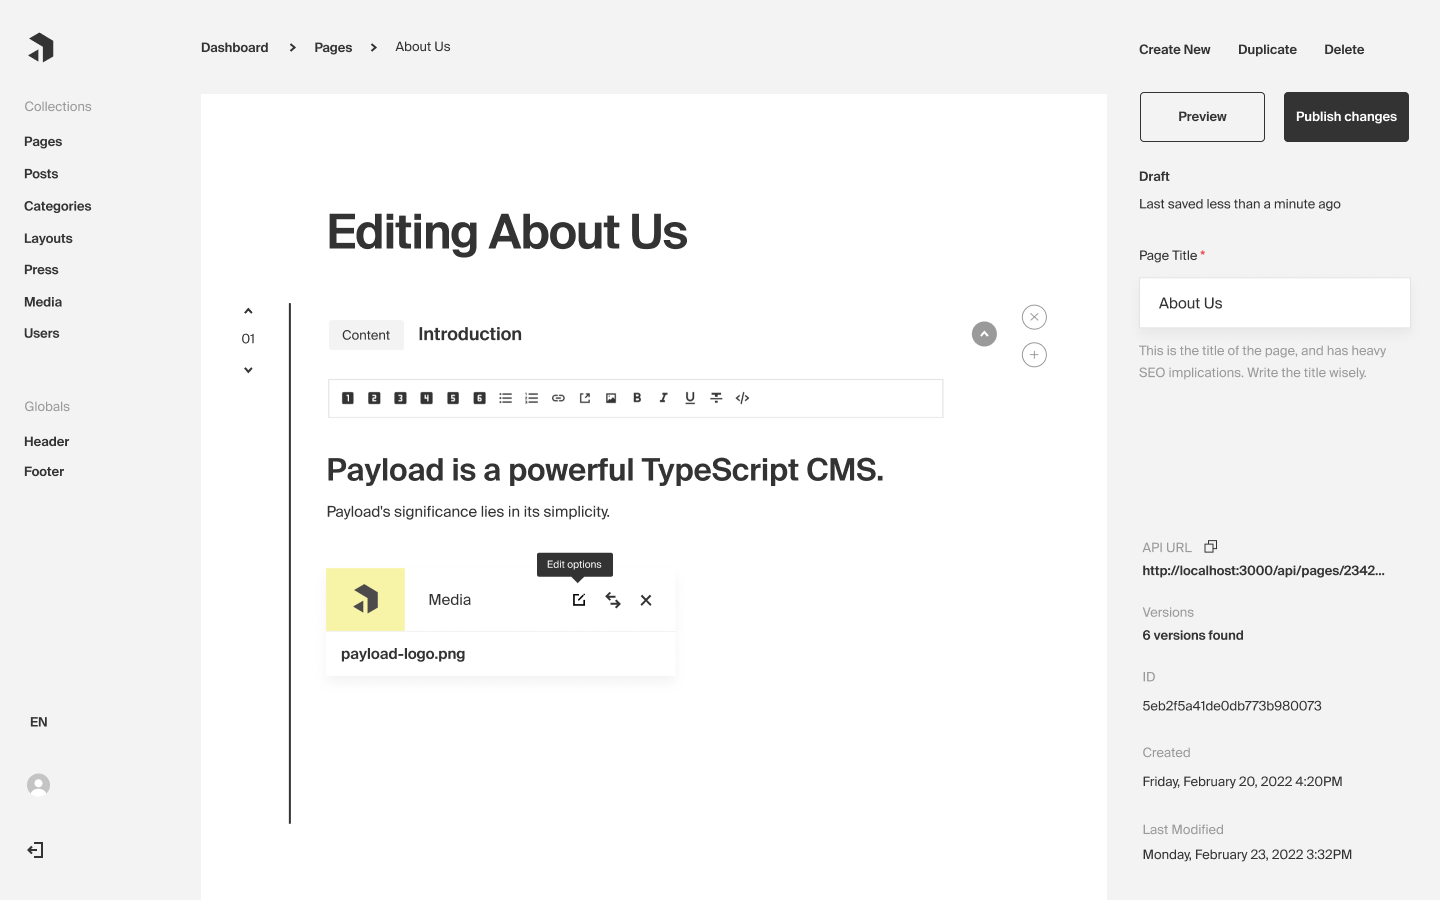 Dashboard > Pages > About Us
Create New Duplicate Delete
Collections
Pages
Posts
Categories
Layouts
Press
Media
Users
Globals
Header
Footer
EN
Editing About Us
01
Content Introduction
1 2 3 4 5 6 B I U T </>
Payload is a powerful TypeScript CMS.
Payload's significance lies in its simplicity.
Edit options
Media
payload-logo.png
Preview Publish changes
Draft
Last saved less than a minute ago
Page Title *
About Us
This is the title of the page, and has heavy
SEO implications. Write the title wisely.
API URL
http://localhost:3000/api/pages/2342...
Versions
6 versions found
ID
5eb2f5a41de0db773b980073
Created
Friday, February 20, 2022 4:20PM
Last Modified
Monday, February 23, 2022 3:32PM